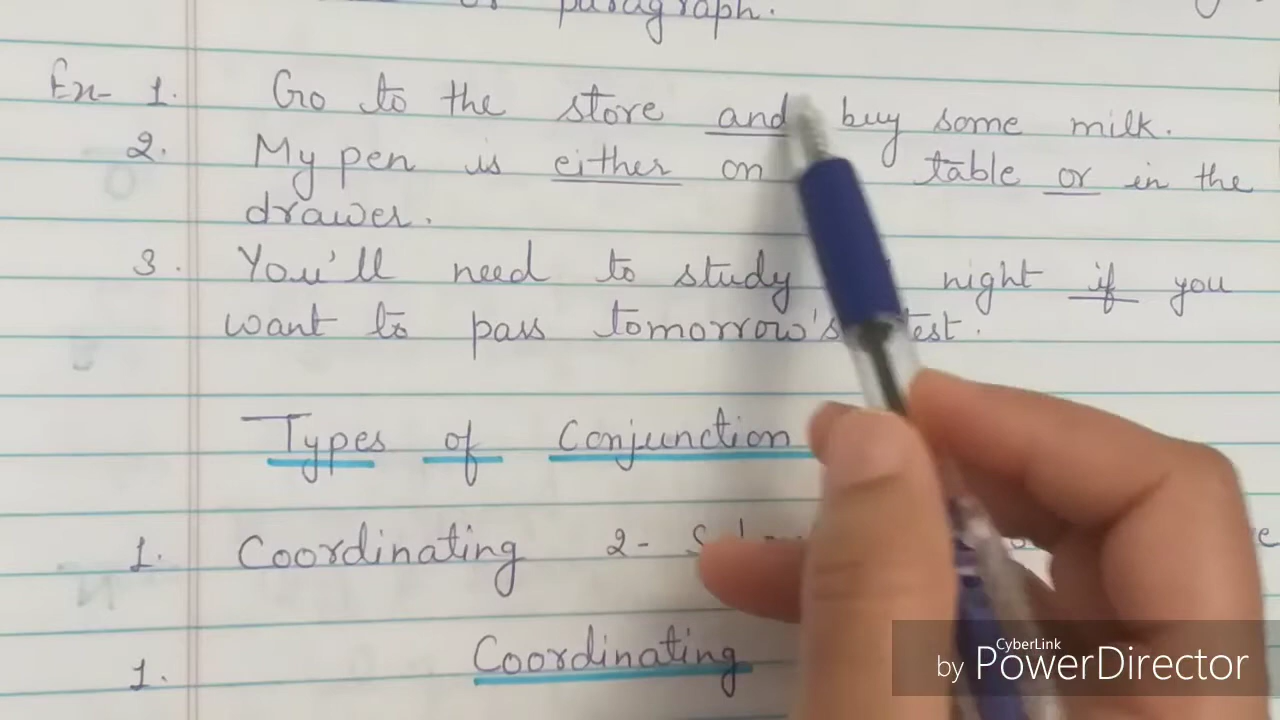 paragraph.
Ex- 1. Go to the store and buy some milk.
2. My pen is either on table or in the
drawer.
3. You'll need to study night if you
want to pass tomorrow's test.
Types of Conjunction
1. Coordinating 2-
1. Coordinating
CyberLink
by PowerDirector